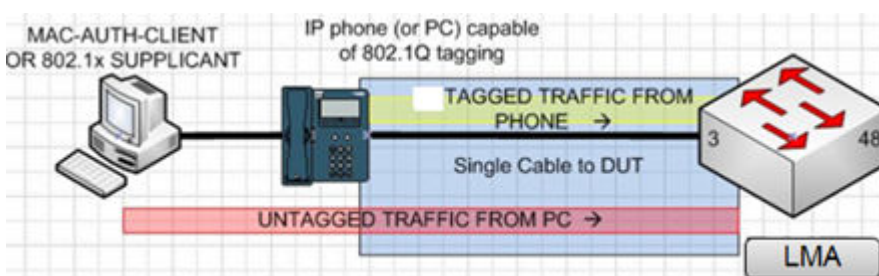 MAC-AUTH-CLIENT
OR 802.1x SUPPLICANT
IP phone (or PC) capable
of 802.1Q tagging
TAGGED TRAFFIC FROM
PHONE →
3
48
Single Cable to DUT
UNTAGGED TRAFFIC FROM PC →
LMA